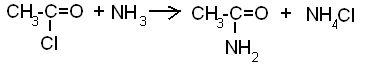 CH₃-C=O + NH₃ ⟶ CH₃-C=O + NH₄Cl
Cl NH₂